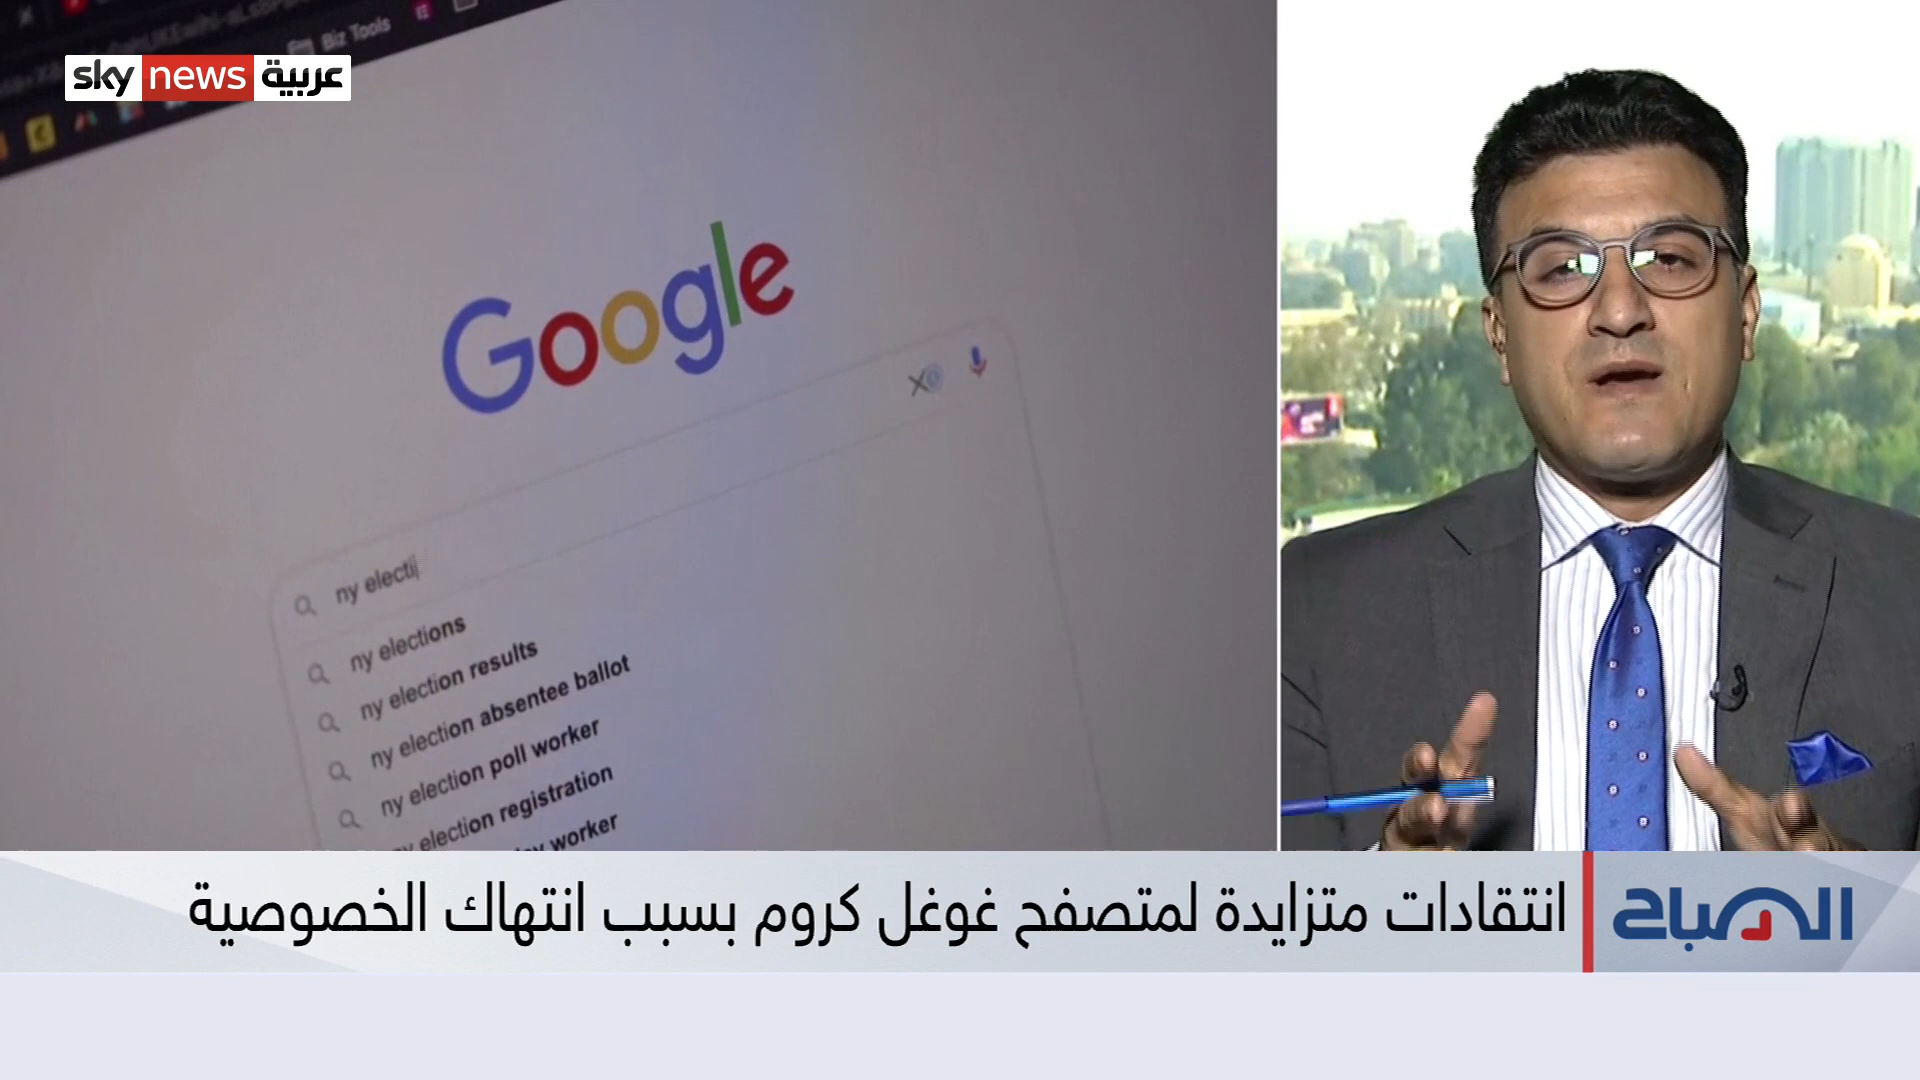 Biz Tools
sky news عربية
Google
ny electi
ny elections
ny election results
ny election absentee ballot
ny election poll worker
ny election registration
worker
انتقادات متزايدة لمتصفح غوغل كروم بسبب انتهاك الخصوصية
الصباح